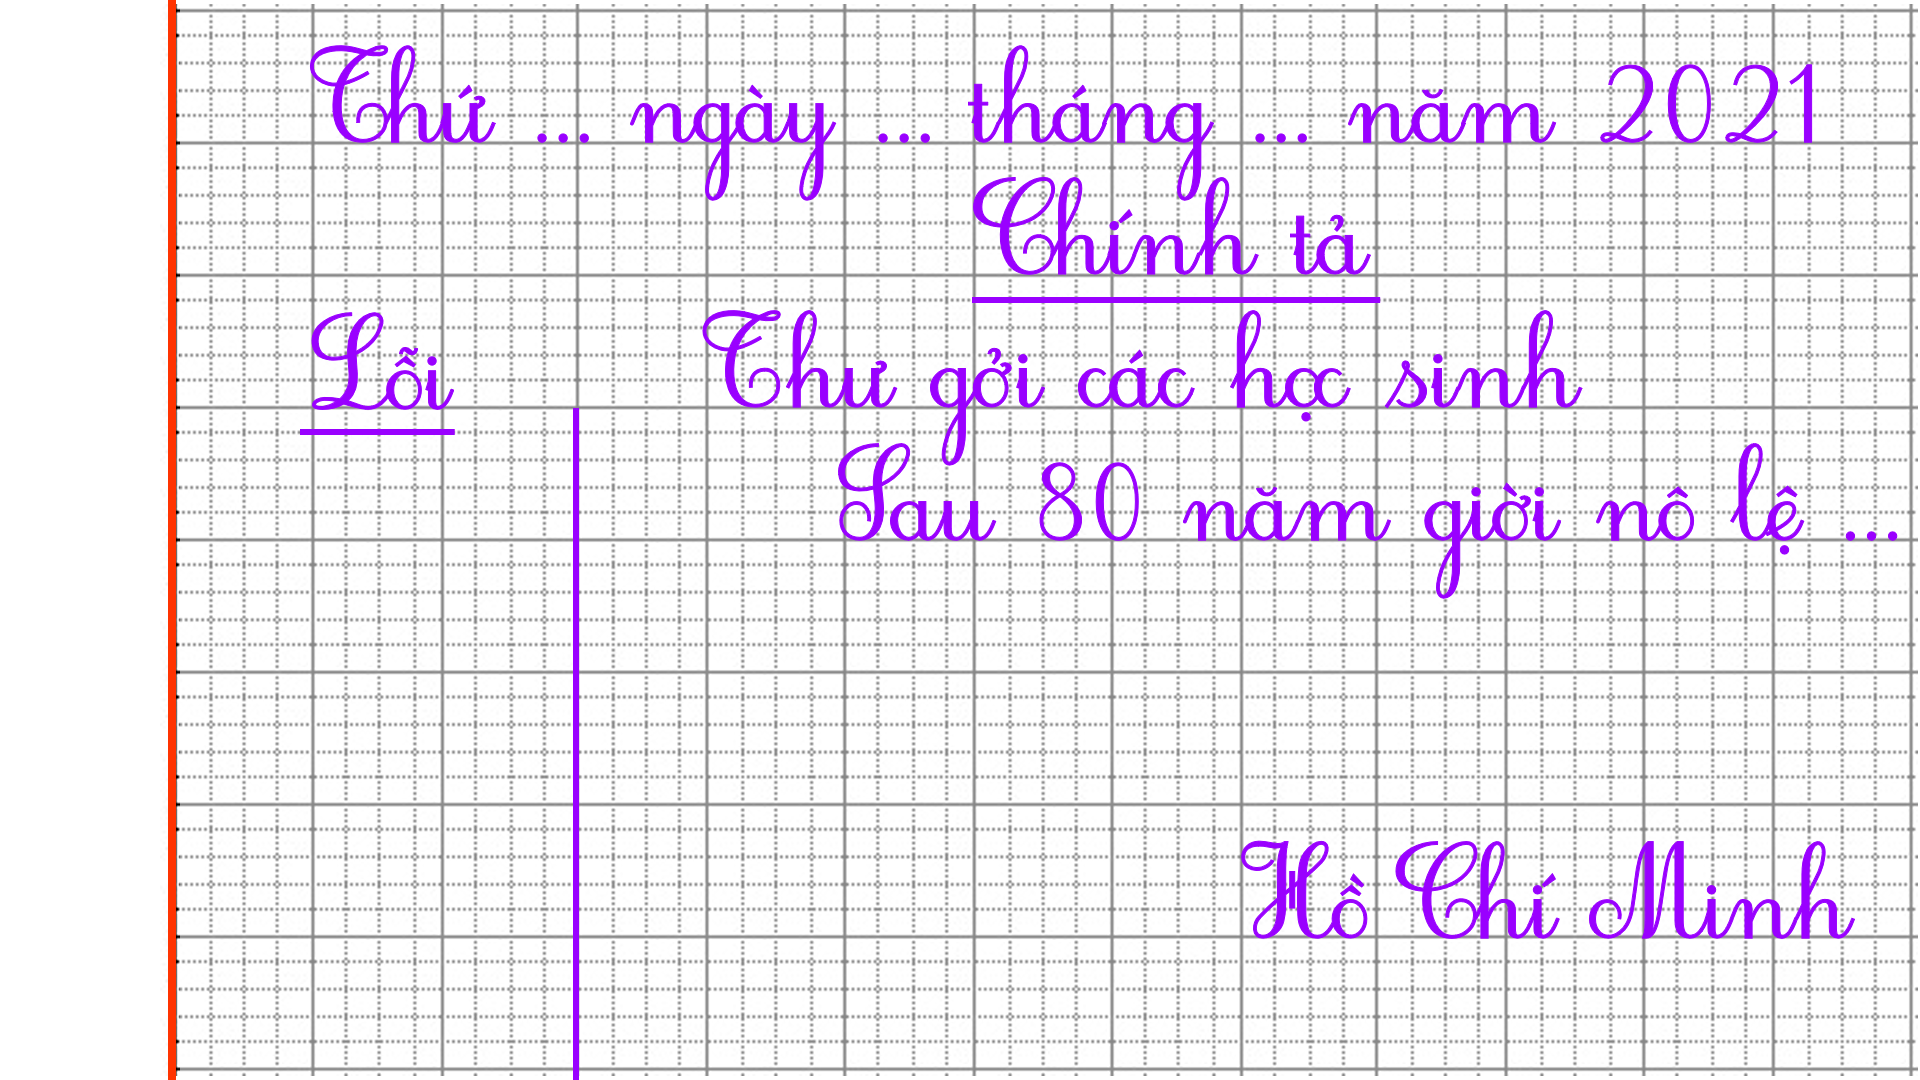 Thứ ... ngày ... tháng ... năm 2021
Chính tả
Lỗi Thư gởi các học sinh
Sau 80 năm giời nô lệ ...
Hồ Chí Minh